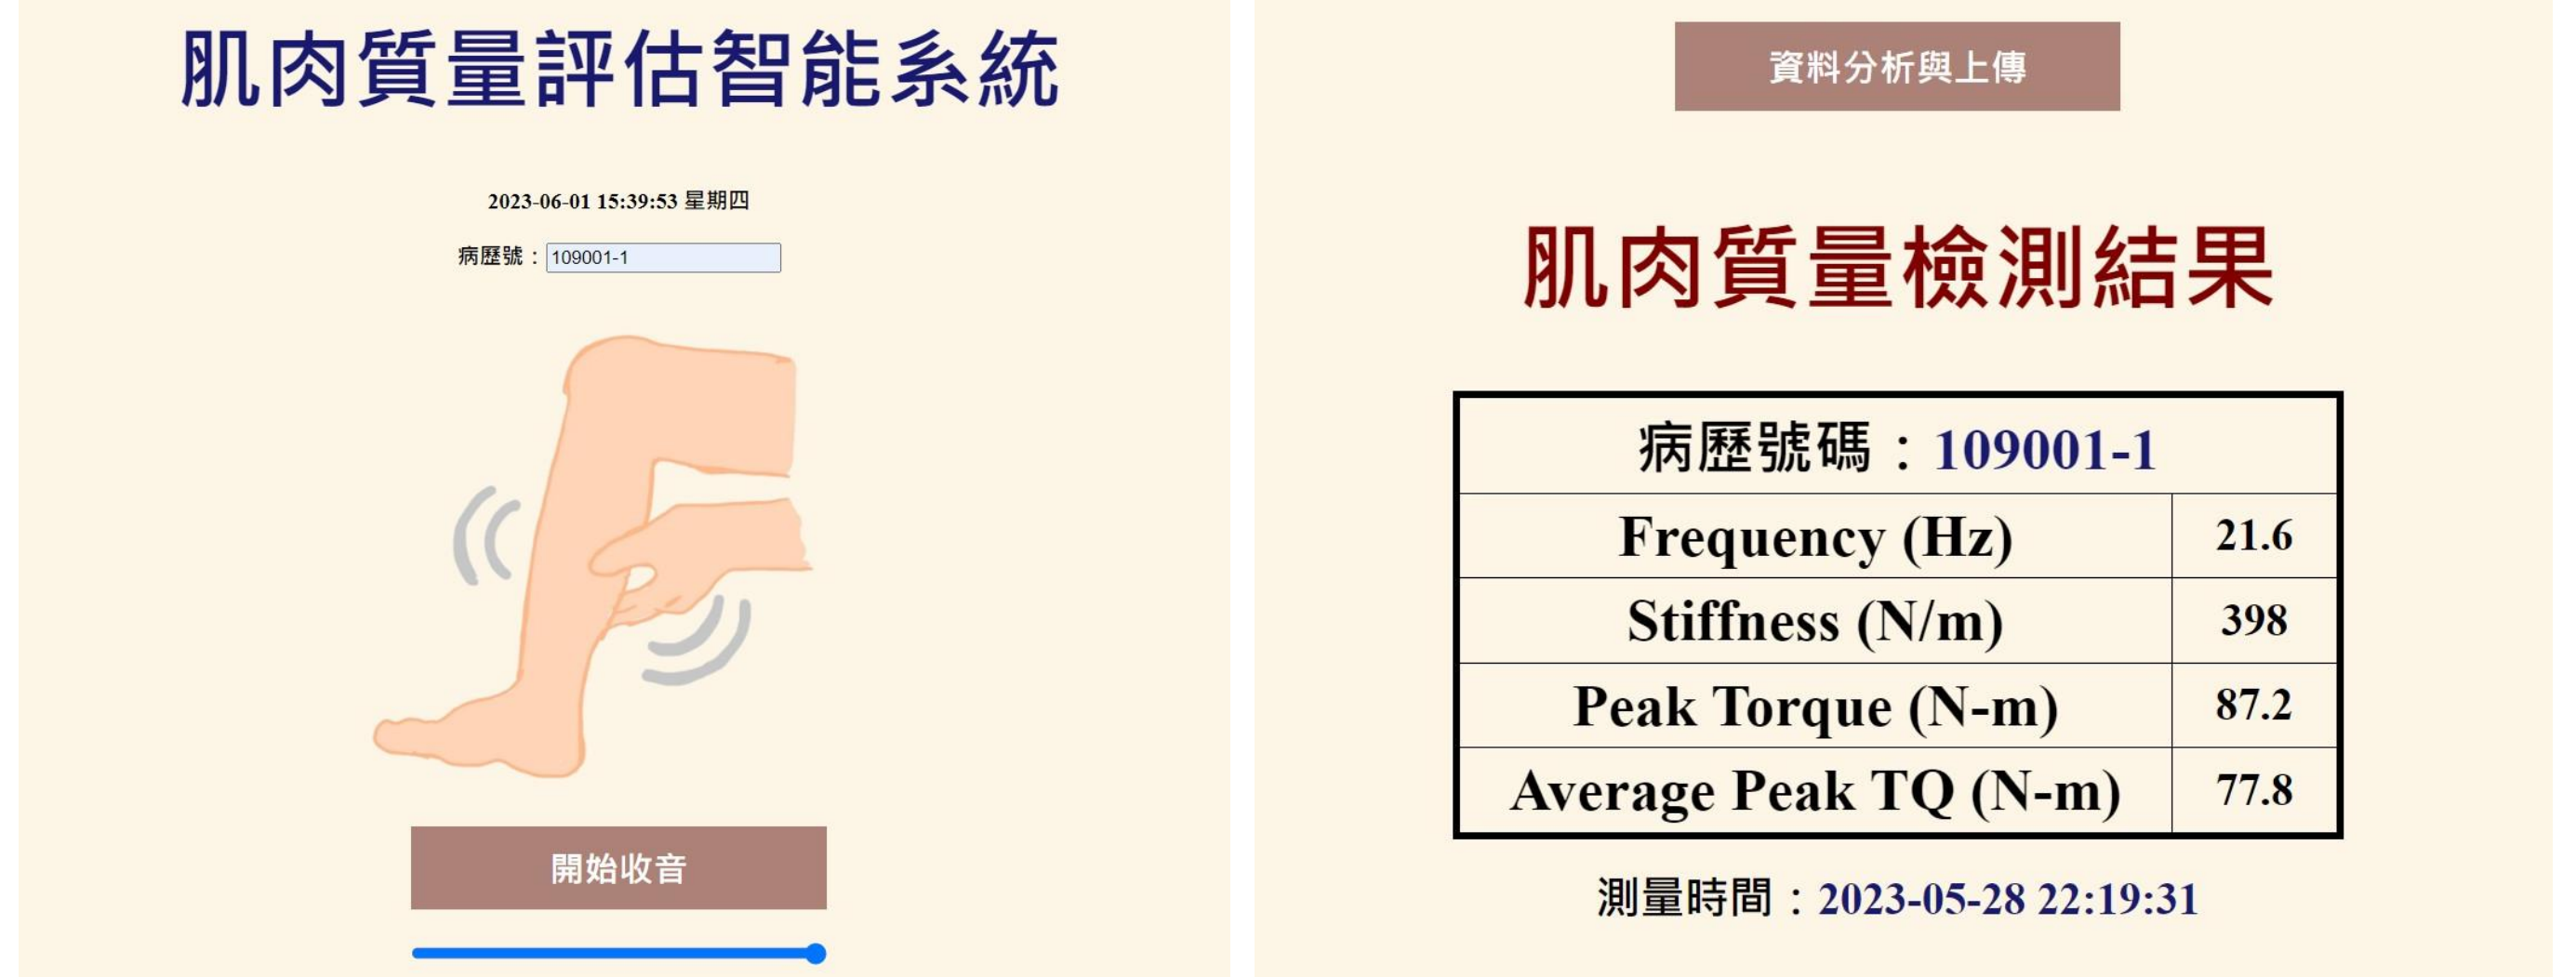 肌肉質量評估智能系統
2023-06-01 15:39:53 星期四
病歷號：109001-1
開始收音
資料分析與上傳
肌肉質量檢測結果
病歷號碼：109001-1
Frequency (Hz) 21.6
Stiffness (N/m) 398
Peak Torque (N-m) 87.2
Average Peak TQ (N-m) 77.8
測量時間：2023-05-28 22:19:31